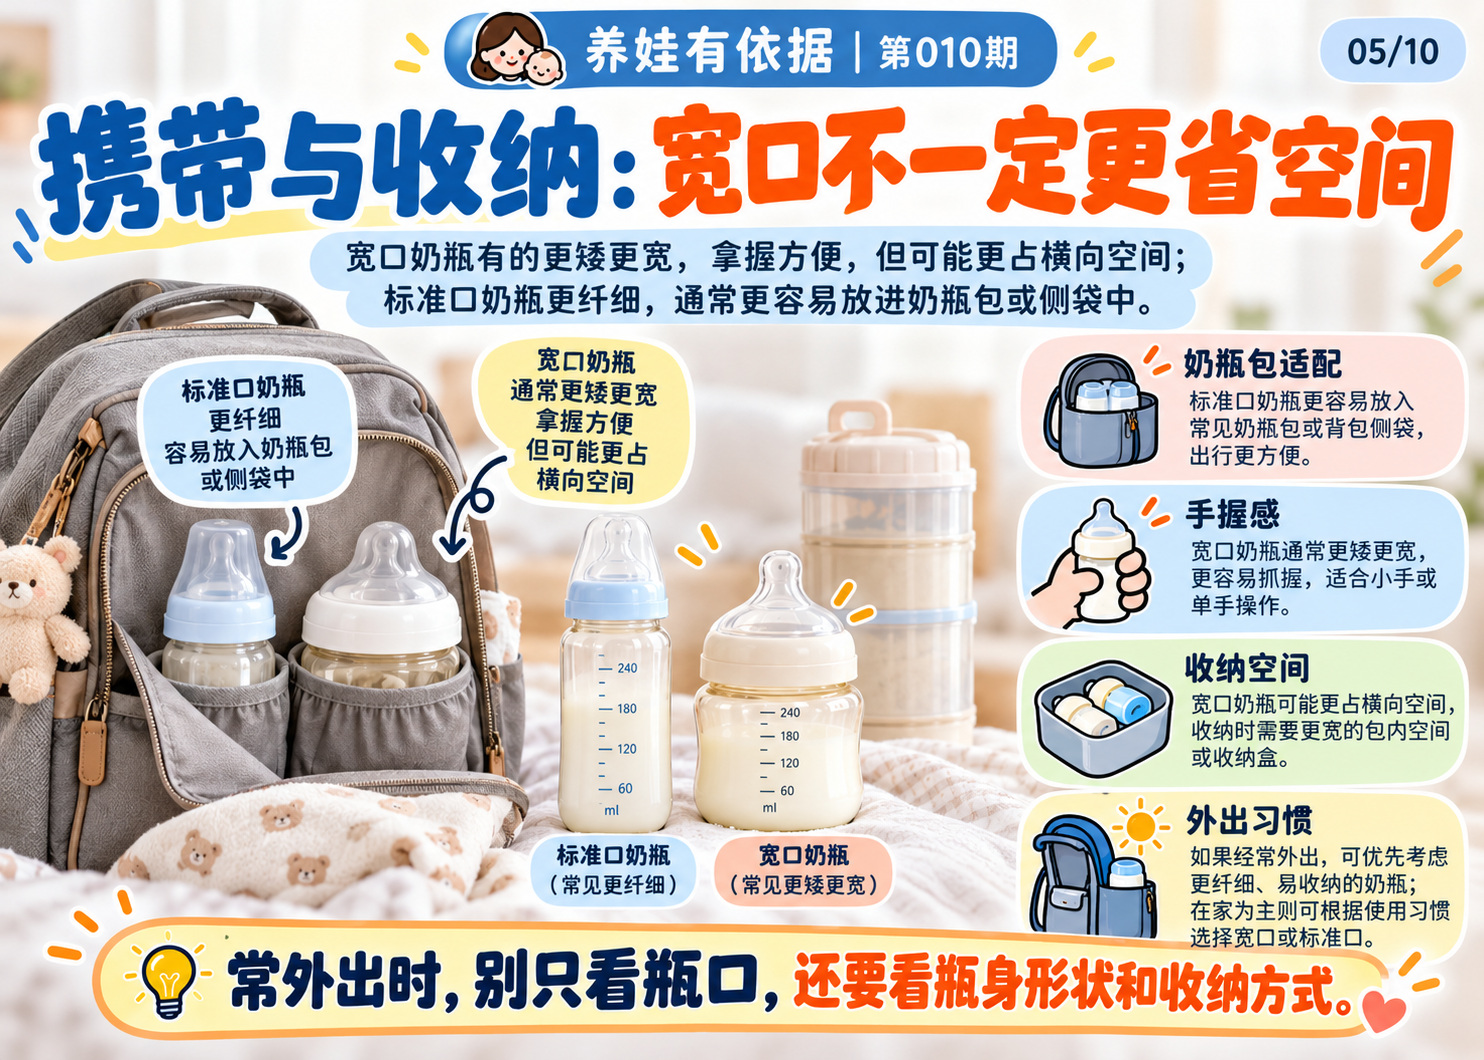 养娃有依据 | 第010期
05/10
携带与收纳：宽口不一定更省空间
宽口奶瓶有的更矮更宽，拿握方便，但可能更占横向空间；
标准口奶瓶更纤细，通常更容易放进奶瓶包或侧袋中。
标准口奶瓶
更纤细
容易放入奶瓶包
或侧袋中
宽口奶瓶
通常更矮更宽
拿握方便
但可能更占
横向空间
240
180
120
60
ml
240
180
120
60
ml
标准口奶瓶
（常见更纤细）
宽口奶瓶
（常见更矮更宽）
奶瓶包适配
标准口奶瓶更容易放入
常见奶瓶包或背包侧袋，
出行更方便。
手握感
宽口奶瓶通常更矮更宽，
更容易抓握，适合小手或
单手操作。
收纳空间
宽口奶瓶可能更占横向空间，
收纳时需要更宽的包内空间
或收纳盒。
外出习惯
如果经常外出，可优先考虑
更纤细、易收纳的奶瓶；
在家为主则可根据使用习惯
选择宽口或标准口。
常外出时，别只看瓶口，还要看瓶身形状和收纳方式。